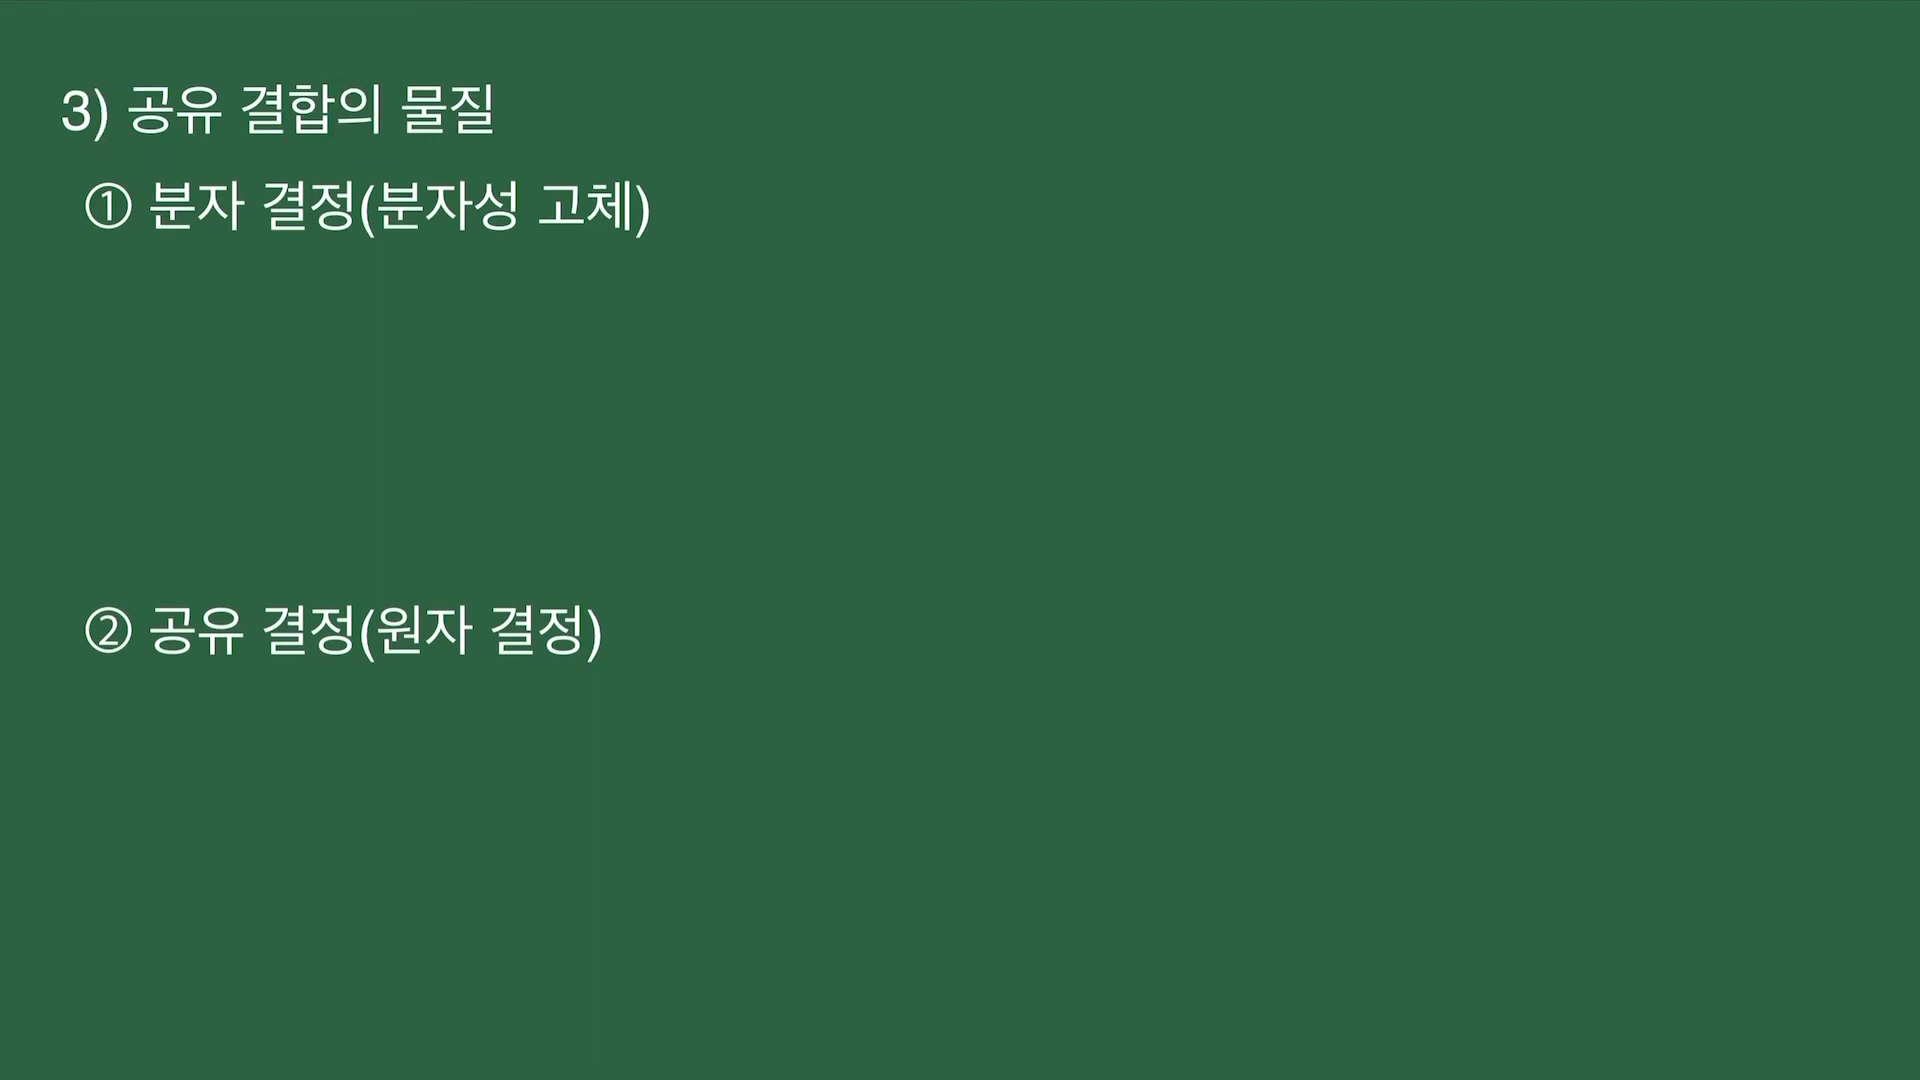 3) 공유 결합의 물질
① 분자 결정(분자성 고체)
② 공유 결정(원자 결정)